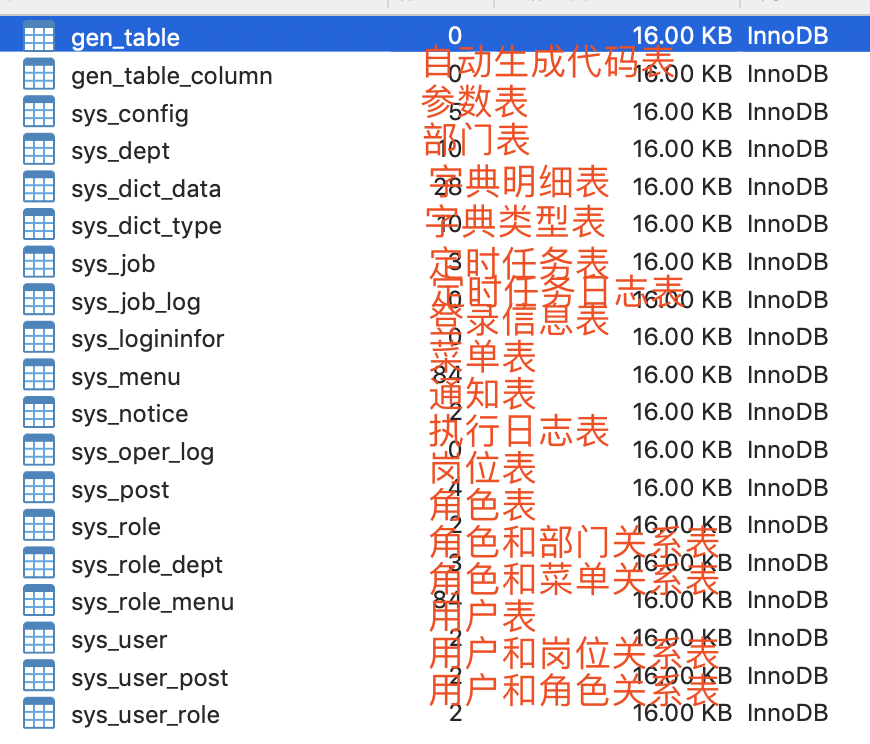 gen_table 0 16.00 KB InnoDB
自动生成代码表
gen_table_column 0 16.00 KB InnoDB
参数表
sys_config 5 16.00 KB InnoDB
部门表
sys_dept 10 16.00 KB InnoDB
字典明细表
sys_dict_data 28 16.00 KB InnoDB
字典类型表
sys_dict_type 10 16.00 KB InnoDB
定时任务表
sys_job 3 16.00 KB InnoDB
定时任务日志表
sys_job_log 0 16.00 KB InnoDB
登录信息表
sys_logininfor 0 16.00 KB InnoDB
菜单表
sys_menu 84 16.00 KB InnoDB
通知表
sys_notice 2 16.00 KB InnoDB
执行日志表
sys_oper_log 0 16.00 KB InnoDB
岗位表
sys_post 4 16.00 KB InnoDB
角色表
sys_role 2 16.00 KB InnoDB
角色和部门关系表
sys_role_dept 3 16.00 KB InnoDB
角色和菜单关系表
sys_role_menu 84 16.00 KB InnoDB
用户表
sys_user 2 16.00 KB InnoDB
用户和岗位关系表
sys_user_post 2 16.00 KB InnoDB
用户和角色关系表
sys_user_role 2 16.00 KB InnoDB